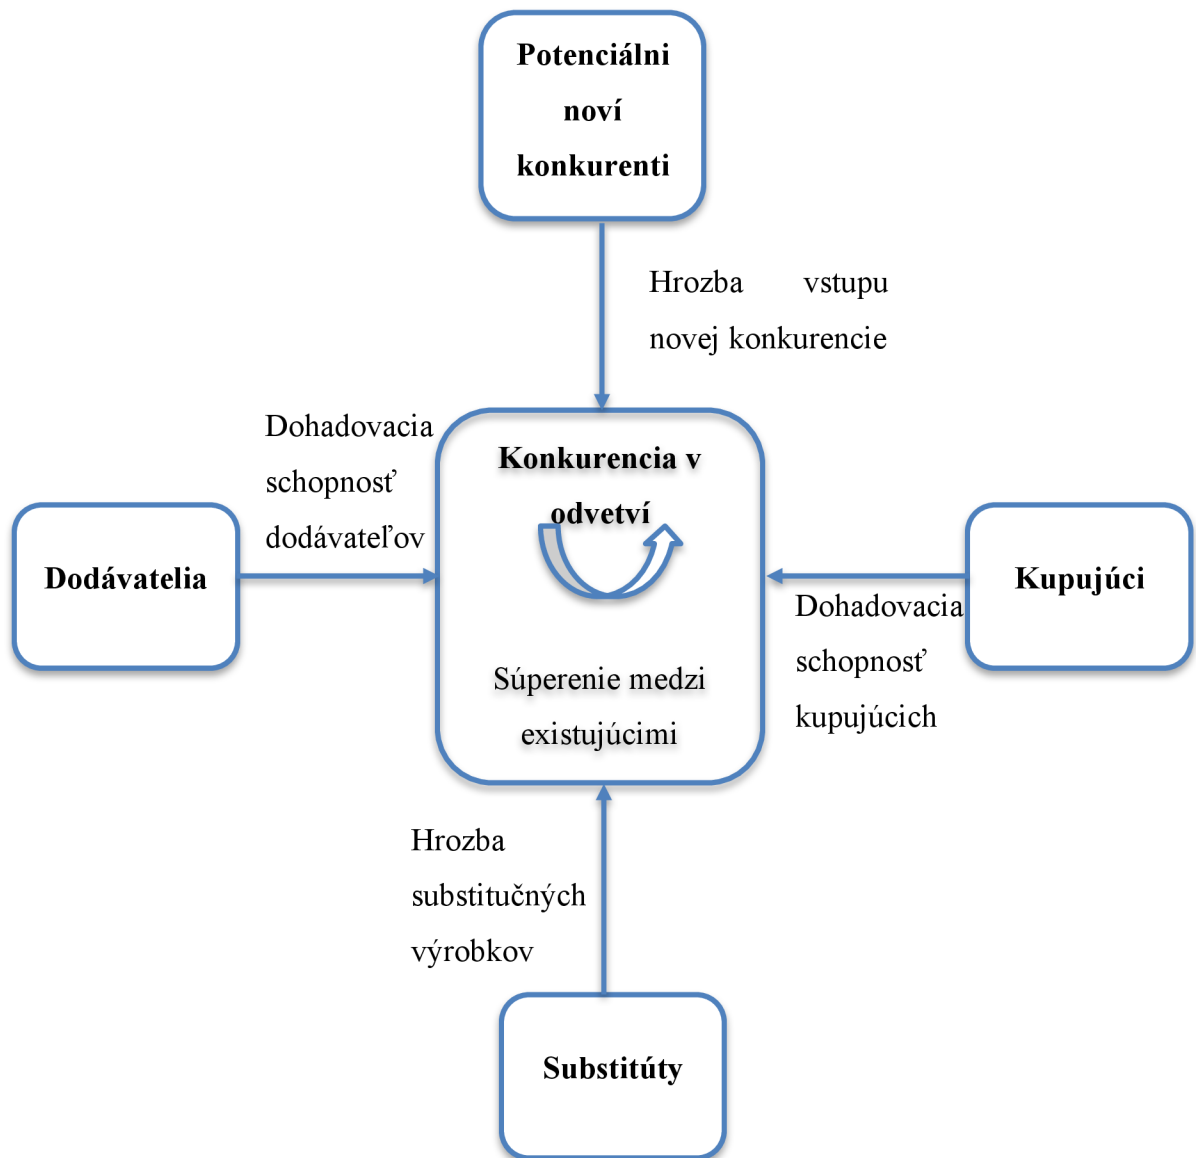 Potenciálni
noví
konkurenti
Hrozba vstupu
novej konkurencie
Dohadovacia
schopnosť
dodávateľov
Dodávatelia
Konkurencia v
odvetví
Súperenie medzi
existujúcimi
Kupujúci
Dohadovacia
schopnosť
kupujúcich
Hrozba
substitučných
výrobkov
Substitúty